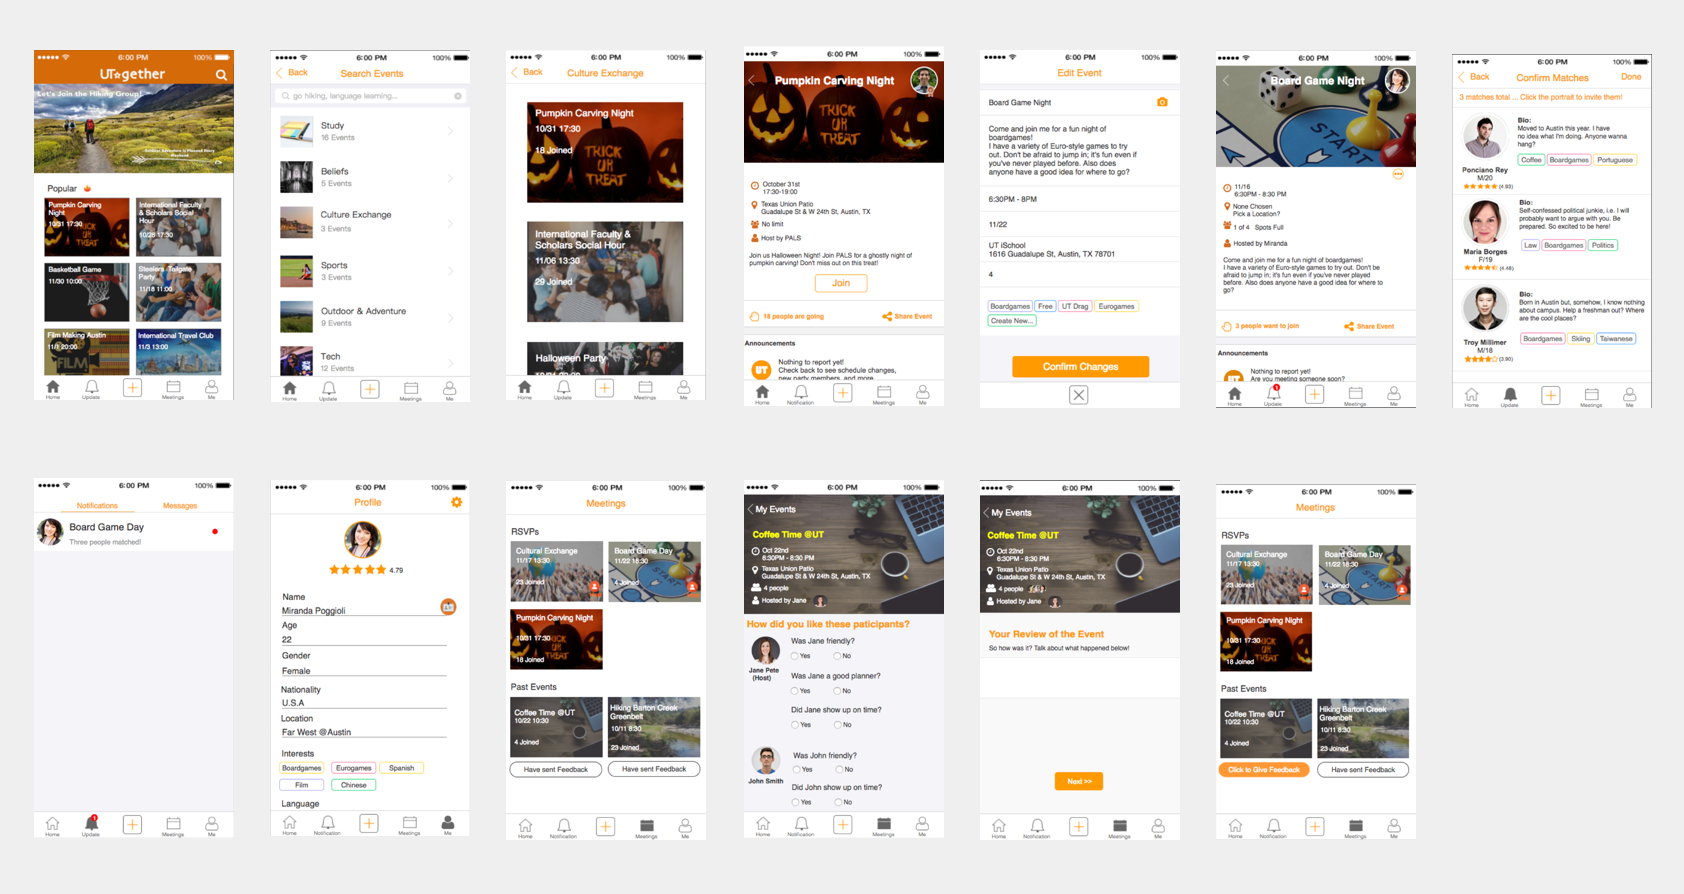 6:00 PM
100%
UTogether
Let's Join the Hiking Group!
Popular
Pumpkin Carving
Night
10/31 17:30
International Faculty
& Scholars Social
Hour
10/26 17:30
Basketball Game
11/30 10:00
Steelers Tailgate
Party
11/18 11:00
Film Making Austin
11/1 20:00
FILM
International Travel Club
11/3 13:00
Home
Update
Meetings
Me
6:00 PM
100%
Back
Search Events
go hiking, language learning...
Study
16 Events
Beliefs
5 Events
Culture Exchange
3 Events
Sports
3 Events
Outdoor & Adventure
9 Events
Tech
12 Events
Home
Update
Meetings
Me
6:00 PM
100%
Back
Culture Exchange
Pumpkin Carving Night
10/31 17:30
18 Joined
TRICK
OR
TREAT
International Faculty &
Scholars Social Hour
11/06 13:30
29 Joined
Halloween Party
10/31 22:00
Home
Update
Meetings
Me
6:00 PM
100%
Pumpkin Carving Night
TRICK
OR
TREAT
October 31st
17:30-19:00
Texas Union Patio
Guadalupe St & W 24th St, Austin, TX
No limit
Host by PALS
Join us Halloween Night! Join PALS for a ghostly night of
pumpkin carving! Don't miss out on this treat!
Join
18 people are going
Share Event
Announcements
UT
Nothing to report yet!
Check back to see schedule changes,
new party members, and more
Home
Notification
Meetings
Me
6:00 PM
100%
Edit Event
Board Game Night
Come and join me for a fun night of
boardgames!
I have a variety of Euro-style games to try
out. Don't be afraid to jump in; it's fun even if
you've never played before. Also does
anyone have a good idea for where to go?
6:30PM - 8PM
11/22
UT iSchool
1616 Guadalupe St, Austin, TX 78701
4
Boardgames
Free
UT Drag
Eurogames
Create New...
Confirm Changes
6:00 PM
100%
Board Game Night
START
11/16
6:30PM - 8:30 PM
None Chosen
Pick a Location?
1 of 4 Spots Full
Hosted by Miranda
Come and join me for a fun night of boardgames!
I have a variety of Euro-style games to try out. Don't be
afraid to jump in; it's fun even if you've never played
before. Also does anyone have a good idea for where to
go?
3 people want to join
Share Event
Announcements
UT
Nothing to report yet!
Are you meeting someone soon?
Home
1
Update
Meetings
Me
6:00 PM
100%
Back
Confirm Matches
Done
3 matches total ... Click the portrait to invite them!
Ponciano Rey
M/20
(4.93)
Bio:
Moved to Austin this year. I have
no idea what I'm doing. Anyone wanna
hang?
Coffee
Boardgames
Portuguese
Maria Borges
F/19
(4.48)
Bio:
Self-confessed political junkie, i.e. I will
probably want to argue with you. Be
prepared. So excited to be here!
Law
Boardgames
Politics
Troy Millimer
M/18
(3.90)
Bio:
Born in Austin but, somehow, I know nothing
about campus. Help a freshman out? Where
are the cool places?
Boardgames
Skiing
Taiwanese
Home
Update
Meetings
Me
6:00 PM
100%
Notifications
Messages
Board Game Day
Three people matched!
Home
1
Update
Meetings
Me
6:00 PM
100%
Profile
4.79
Name
Miranda Poggioli
Age
22
Gender
Female
Nationality
U.S.A
Location
Far West @Austin
Interests
Boardgames
Eurogames
Spanish
Film
Chinese
Language
Home
Notification
Meetings
Me
6:00 PM
100%
Meetings
RSVPs
Cultural Exchange
11/17 13:30
23 Joined
Board Game Day
11/22 18:30
4 Joined
START
Pumpkin Carving Night
10/31 17:30
18 Joined
Past Events
Coffee Time @UT
10/22 10:30
4 Joined
Hiking Barton Creek
Greenbelt
10/11 8:30
23 Joined
Have sent Feedback
Have sent Feedback
Home
Notification
Meetings
Me
6:00 PM
100%
My Events
Coffee Time @UT
Oct 22nd
6:30PM - 8:30 PM
Texas Union Patio
Guadalupe St & W 24th St, Austin, TX
4 people
Hosted by Jane
How did you like these paticipants?
Jane Pete
(Host)
Was Jane friendly?
Yes
No
Was Jane a good planner?
Yes
No
Did Jane show up on time?
Yes
No
John Smith
Was John friendly?
Yes
No
Did John show up on time?
Yes
No
Home
Notification
Meetings
Me
6:00 PM
100%
My Events
Coffee Time @UT
Oct 22nd
6:30PM - 8:30 PM
Texas Union Patio
Guadalupe St & W 24th St, Austin, TX
4 people
Hosted by Jane
Your Review of the Event
So how was it? Talk about what happened below!
Next >>
Home
Notification
Meetings
Me
6:00 PM
100%
Meetings
RSVPs
Cultural Exchange
11/17 13:30
23 Joined
Board Game Day
11/22 18:30
4 Joined
START
Pumpkin Carving Night
10/31 17:30
18 Joined
Past Events
Coffee Time @UT
10/22 10:30
4 Joined
Hiking Barton Creek
Greenbelt
10/11 8:30
23 Joined
Click to Give Feedback
Have sent Feedback
Home
Notification
Meetings
Me